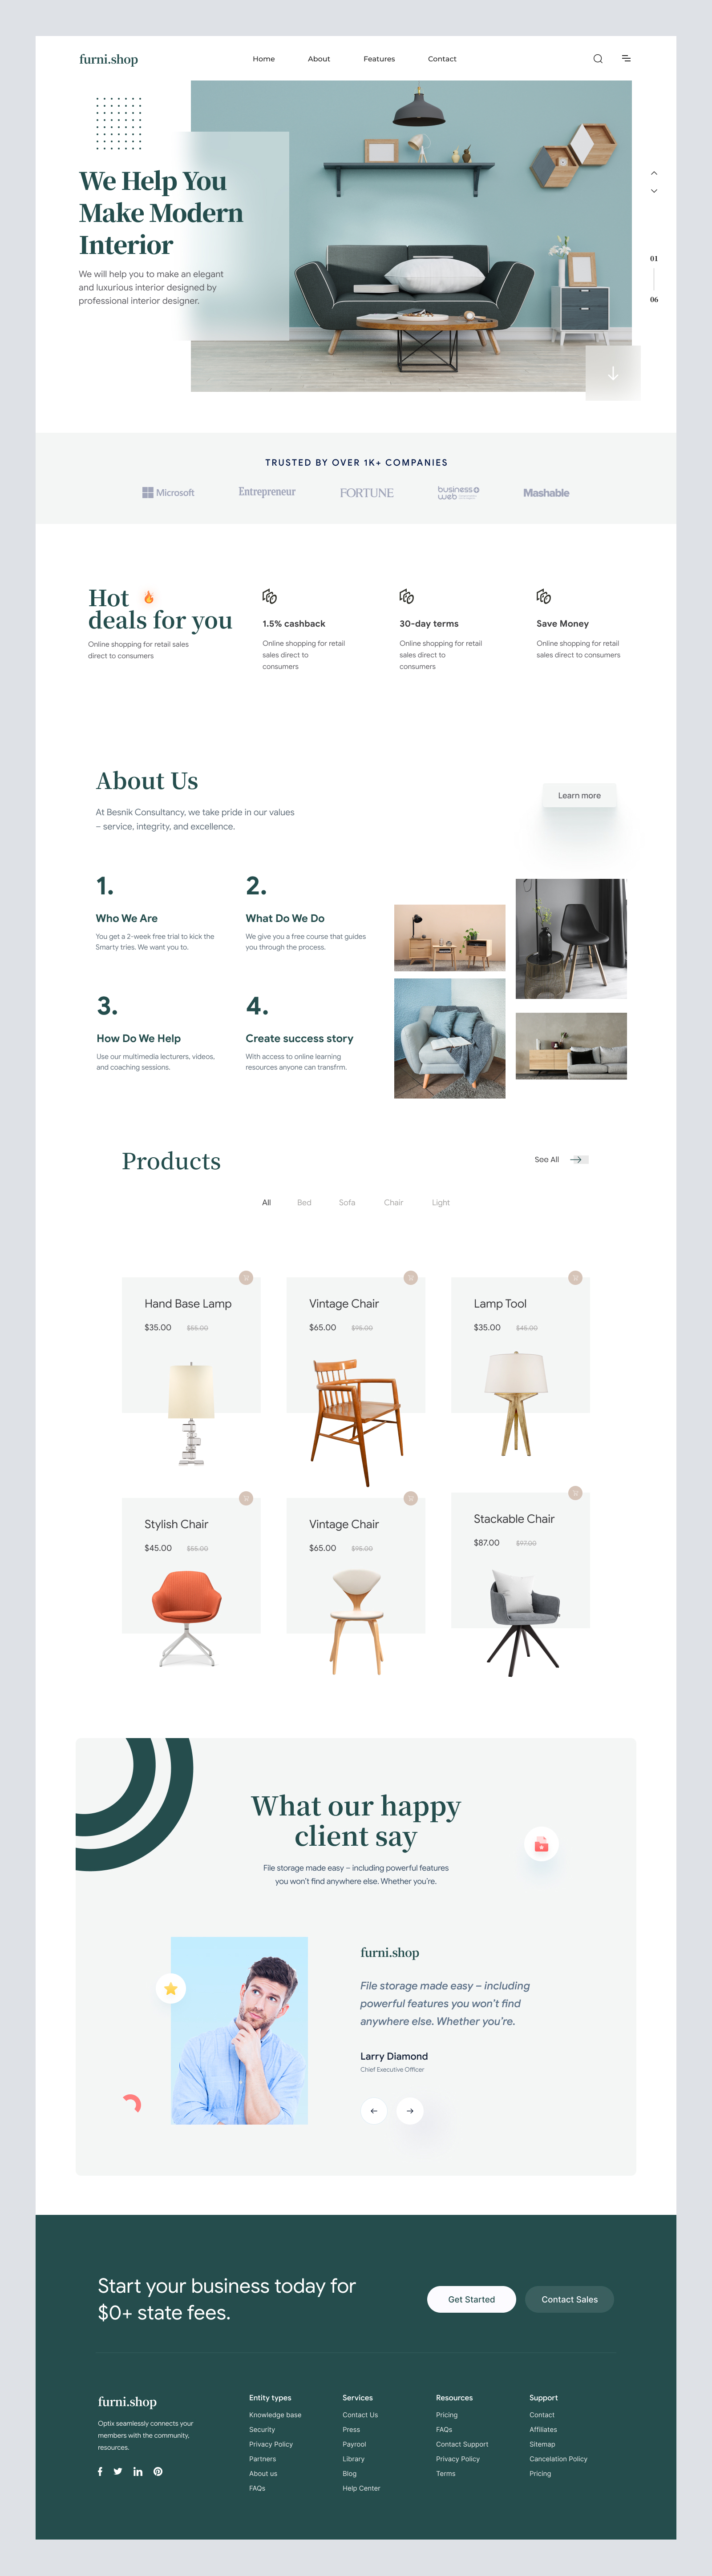 furni.shop
Home About Features Contact
We Help You
Make Modern
Interior
We will help you to make an elegant
and luxurious interior designed by
professional interior designer.
01
06
TRUSTED BY OVER 1K+ COMPANIES
Microsoft
Entrepreneur
FORTUNE
business+
web
Mashable
Hot
deals for you
Online shopping for retail sales
direct to consumers
1.5% cashback
Online shopping for retail
sales direct to
consumers
30-day terms
Online shopping for retail
sales direct to
consumers
Save Money
Online shopping for retail
sales direct to consumers
About Us
At Besnik Consultancy, we take pride in our values
– service, integrity, and excellence.
Learn more
1.
Who We Are
You get a 2-week free trial to kick the
Smarty tries. We want you to.
2.
What Do We Do
We give you a free course that guides
you through the process.
3.
How Do We Help
Use our multimedia lecturers, videos,
and coaching sessions.
4.
Create success story
With access to online learning
resources anyone can transfrm.
Products
Soo All
All Bed Sofa Chair Light
Hand Base Lamp
$35.00 $55.00
Vintage Chair
$65.00 $95.00
Lamp Tool
$35.00 $45.00
Stylish Chair
$45.00 $55.00
Vintage Chair
$65.00 $95.00
Stackable Chair
$87.00 $97.00
What our happy
client say
File storage made easy – including powerful features
you won't find anywhere else. Whether you're.
furni.shop
File storage made easy – including
powerful features you won't find
anywhere else. Whether you're.
Larry Diamond
Chief Executive Officer
Start your business today for
$0+ state fees.
Get Started
Contact Sales
furni.shop
Optix seamlessly connects your
members with the community,
resources.
Entity types
Knowledge base
Security
Privacy Policy
Partners
About us
FAQs
Services
Contact Us
Press
Payrool
Library
Blog
Help Center
Resources
Pricing
FAQs
Contact Support
Privacy Policy
Terms
Support
Contact
Affiliates
Sitemap
Cancelation Policy
Pricing